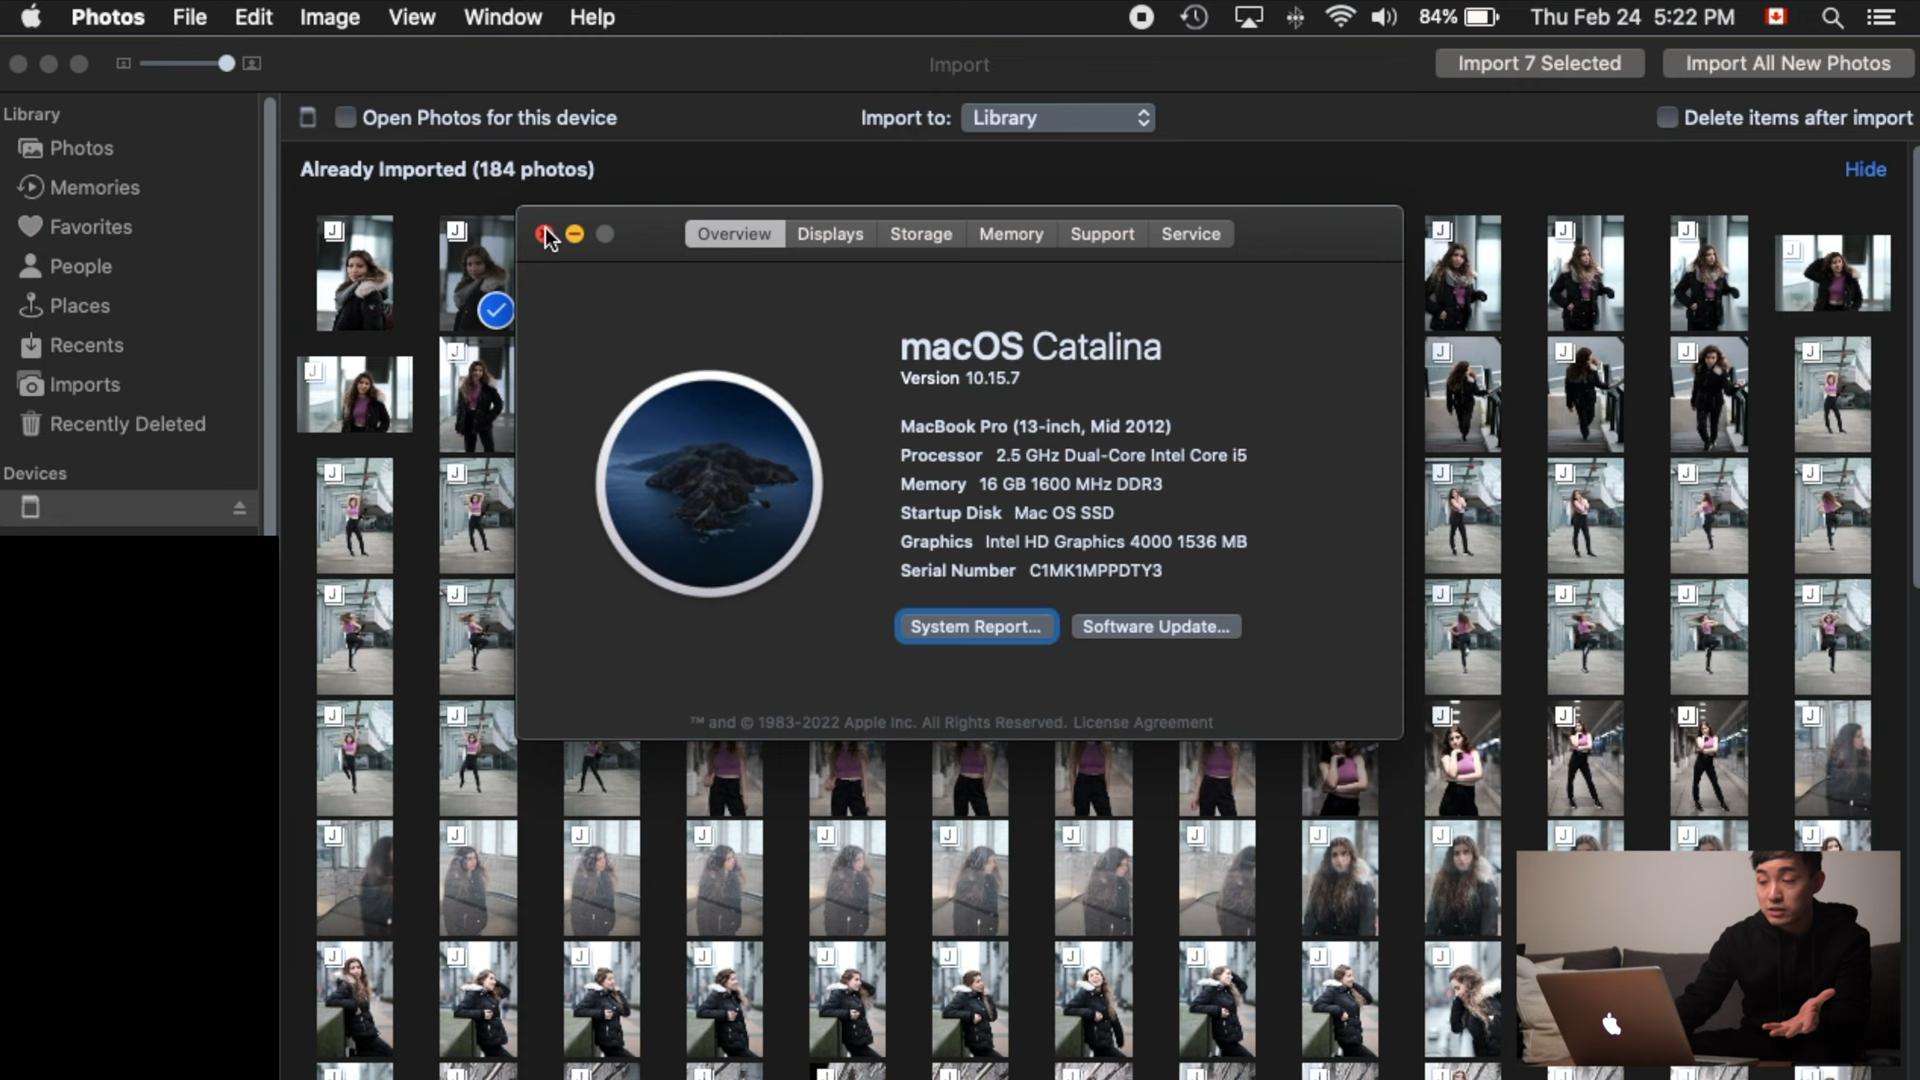 Photos File Edit Image View Window Help
84% Thu Feb 24 5:22 PM
Import
Import 7 Selected
Import All New Photos
Library
Photos
Memories
Favorites
People
Places
Recents
Imports
Recently Deleted
Devices
Open Photos for this device
Import to: Library
Delete items after import
Already Imported (184 photos)
Hide
Overview Displays Storage Memory Support Service
macOS Catalina
Version 10.15.7
MacBook Pro (13-inch, Mid 2012)
Processor 2.5 GHz Dual-Core Intel Core i5
Memory 16 GB 1600 MHz DDR3
Startup Disk Mac OS SSD
Graphics Intel HD Graphics 4000 1536 MB
Serial Number C1MK1MPPDTY3
System Report...
Software Update...
™ and © 1983-2022 Apple Inc. All Rights Reserved. License Agreement